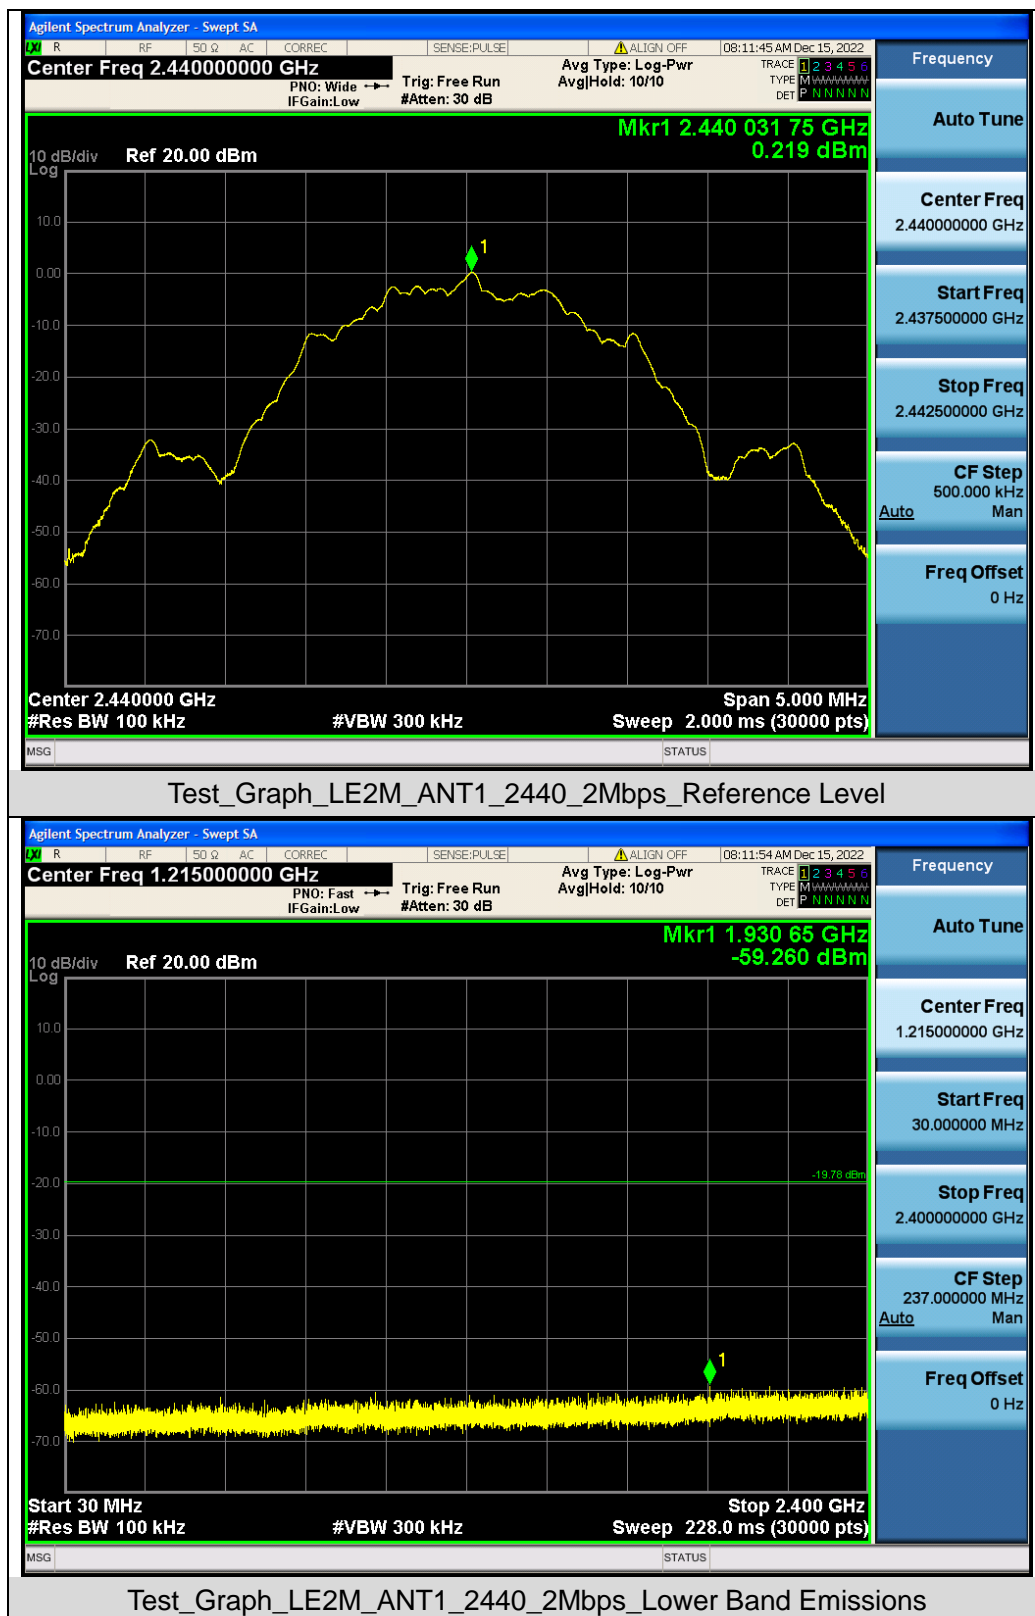 Agilent Spectrum Analyzer - Swept SA
LXI R RF 50 Ω AC CORREC SENSE:PULSE ALIGN OFF 08:11:45 AM Dec 15, 2022
Center Freq 2.440000000 GHz
PNO: Wide
IFGain:Low
Trig: Free Run
#Atten: 30 dB
Avg Type: Log-Pwr
Avg|Hold: 10/10
TRACE 1 2 3 4 5 6
TYPE M
DET P N N N N N
Mkr1 2.440 031 75 GHz
0.219 dBm
10 dB/div Ref 20.00 dBm
Log
10.0
0.00
-10.0
-20.0
-30.0
-40.0
-50.0
-60.0
-70.0
1
Center 2.440000 GHz Span 5.000 MHz
#Res BW 100 kHz #VBW 300 kHz Sweep 2.000 ms (30000 pts)
MSG STATUS
Frequency
Auto Tune
Center Freq
2.440000000 GHz
Start Freq
2.437500000 GHz
Stop Freq
2.442500000 GHz
CF Step
500.000 kHz
Auto Man
Freq Offset
0 Hz
Test_Graph_LE2M_ANT1_2440_2Mbps_Reference Level
Agilent Spectrum Analyzer - Swept SA
LXI R RF 50 Ω AC CORREC SENSE:PULSE ALIGN OFF 08:11:54 AM Dec 15, 2022
Center Freq 1.215000000 GHz
PNO: Fast
IFGain:Low
Trig: Free Run
#Atten: 30 dB
Avg Type: Log-Pwr
Avg|Hold: 10/10
TRACE 1 2 3 4 5 6
TYPE M
DET P N N N N N
Mkr1 1.930 65 GHz
-59.260 dBm
10 dB/div Ref 20.00 dBm
Log
10.0
0.00
-10.0
-20.0
-30.0
-40.0
-50.0
-60.0
-70.0
-19.78 dBm
1
Start 30 MHz Stop 2.400 GHz
#Res BW 100 kHz #VBW 300 kHz Sweep 228.0 ms (30000 pts)
MSG STATUS
Frequency
Auto Tune
Center Freq
1.215000000 GHz
Start Freq
30.000000 MHz
Stop Freq
2.400000000 GHz
CF Step
237.000000 MHz
Auto Man
Freq Offset
0 Hz
Test_Graph_LE2M_ANT1_2440_2Mbps_Lower Band Emissions